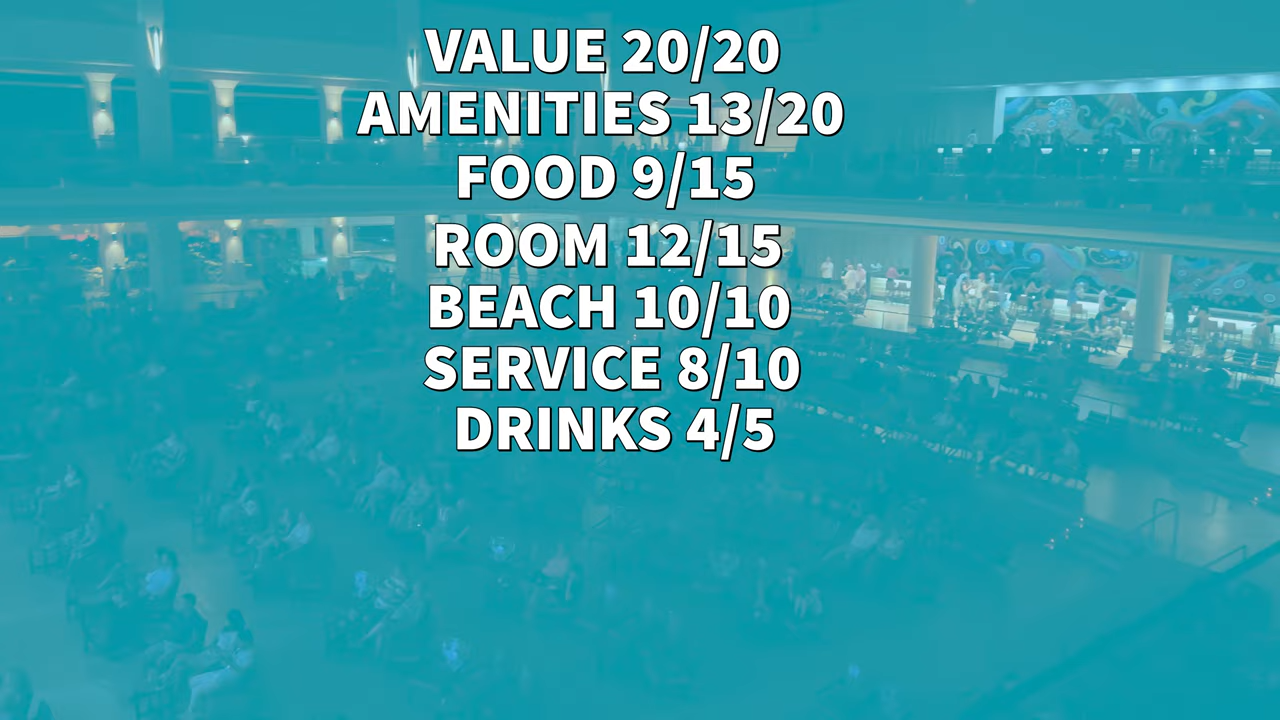 VALUE 20/20
AMENITIES 13/20
FOOD 9/15
ROOM 12/15
BEACH 10/10
SERVICE 8/10
DRINKS 4/5